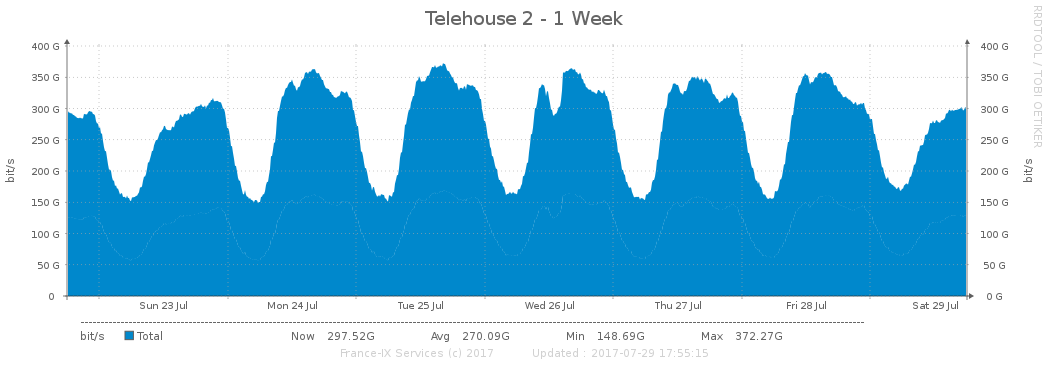 Telehouse 2 - 1 Week
RRDTOOL / TOBI OETIKER
400 G 400 G
350 G 350 G
300 G 300 G
250 G 250 G
200 G 200 G
150 G 150 G
100 G 100 G
50 G 50 G
0 0 G
bit/s bit/s
Sun 23 Jul Mon 24 Jul Tue 25 Jul Wed 26 Jul Thu 27 Jul Fri 28 Jul Sat 29 Jul
bit/s Total Now 297.52G Avg 270.09G Min 148.69G Max 372.27G
France-IX Services (c) 2017 Updated : 2017-07-29 17:55:15